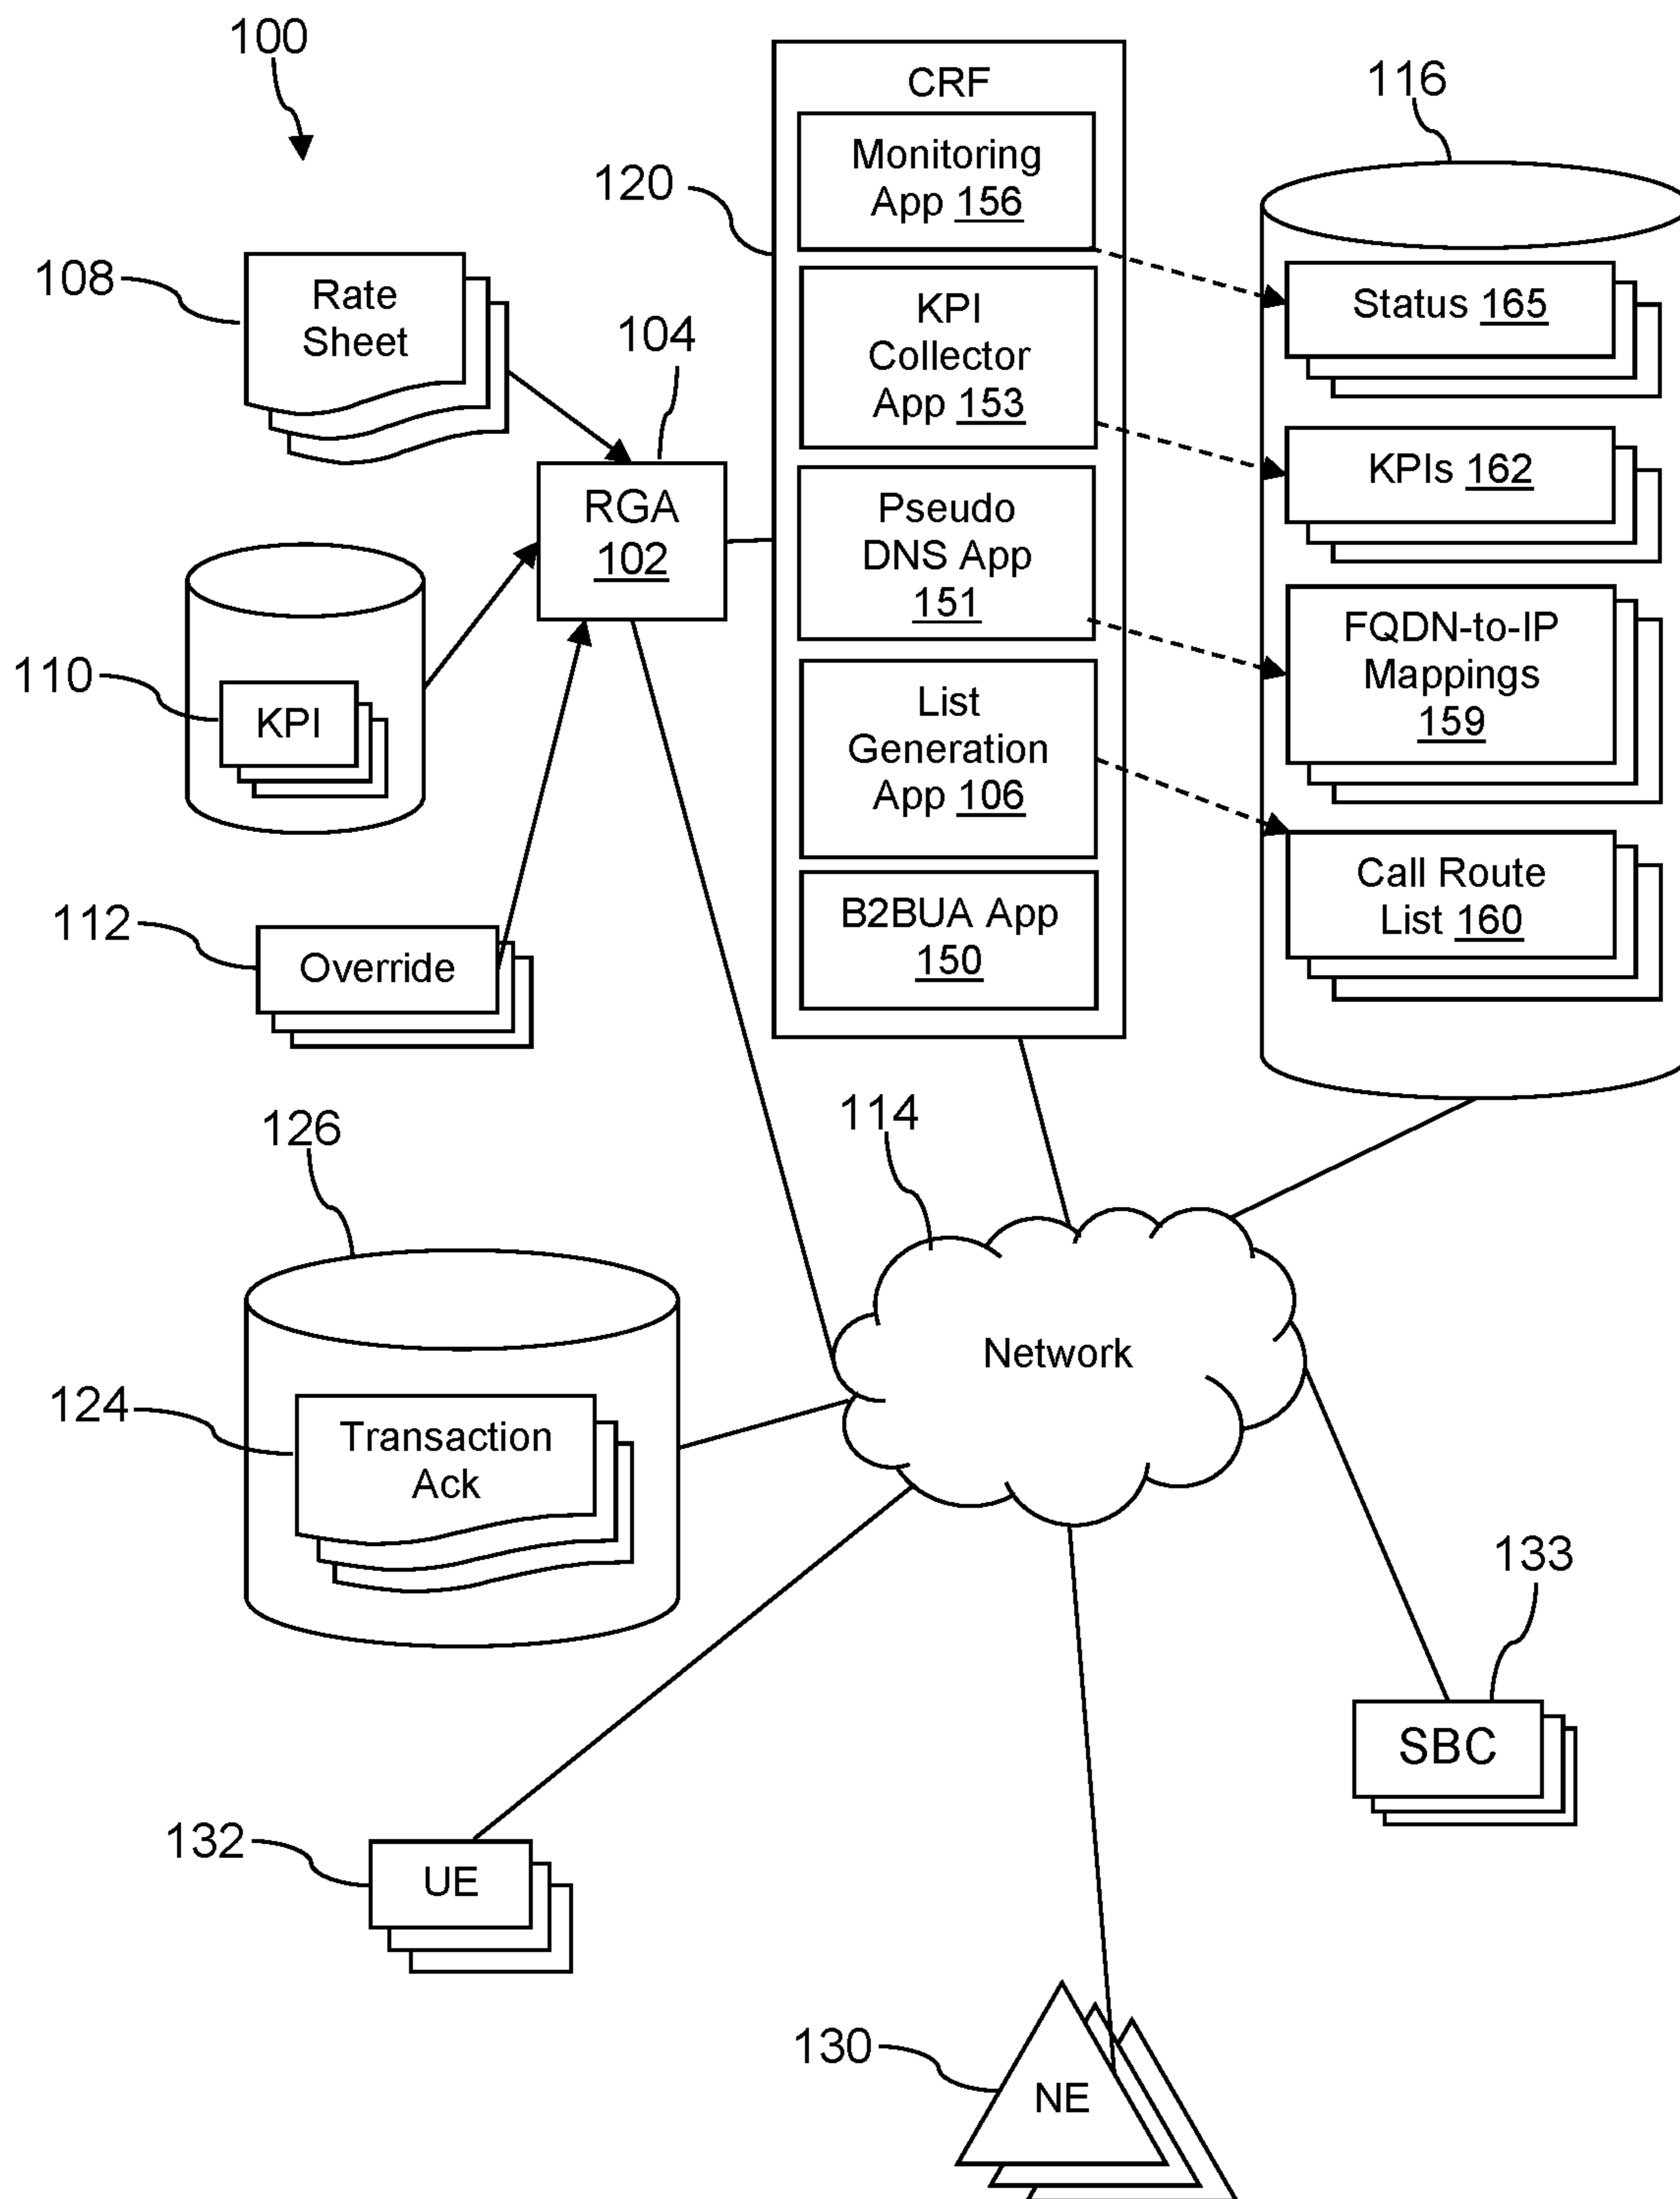 100
CRF
116
Monitoring
App 156
120
Status 165
108
Rate
Sheet
104
KPI
Collector
App 153
KPIs 162
RGA
102
Pseudo
DNS App
151
FQDN-to-IP
Mappings
159
110
KPI
List
Generation
App 106
Call Route
List 160
112
Override
B2BUA App
150
126
114
Network
124
Transaction
Ack
133
SBC
132
UE
130
NE